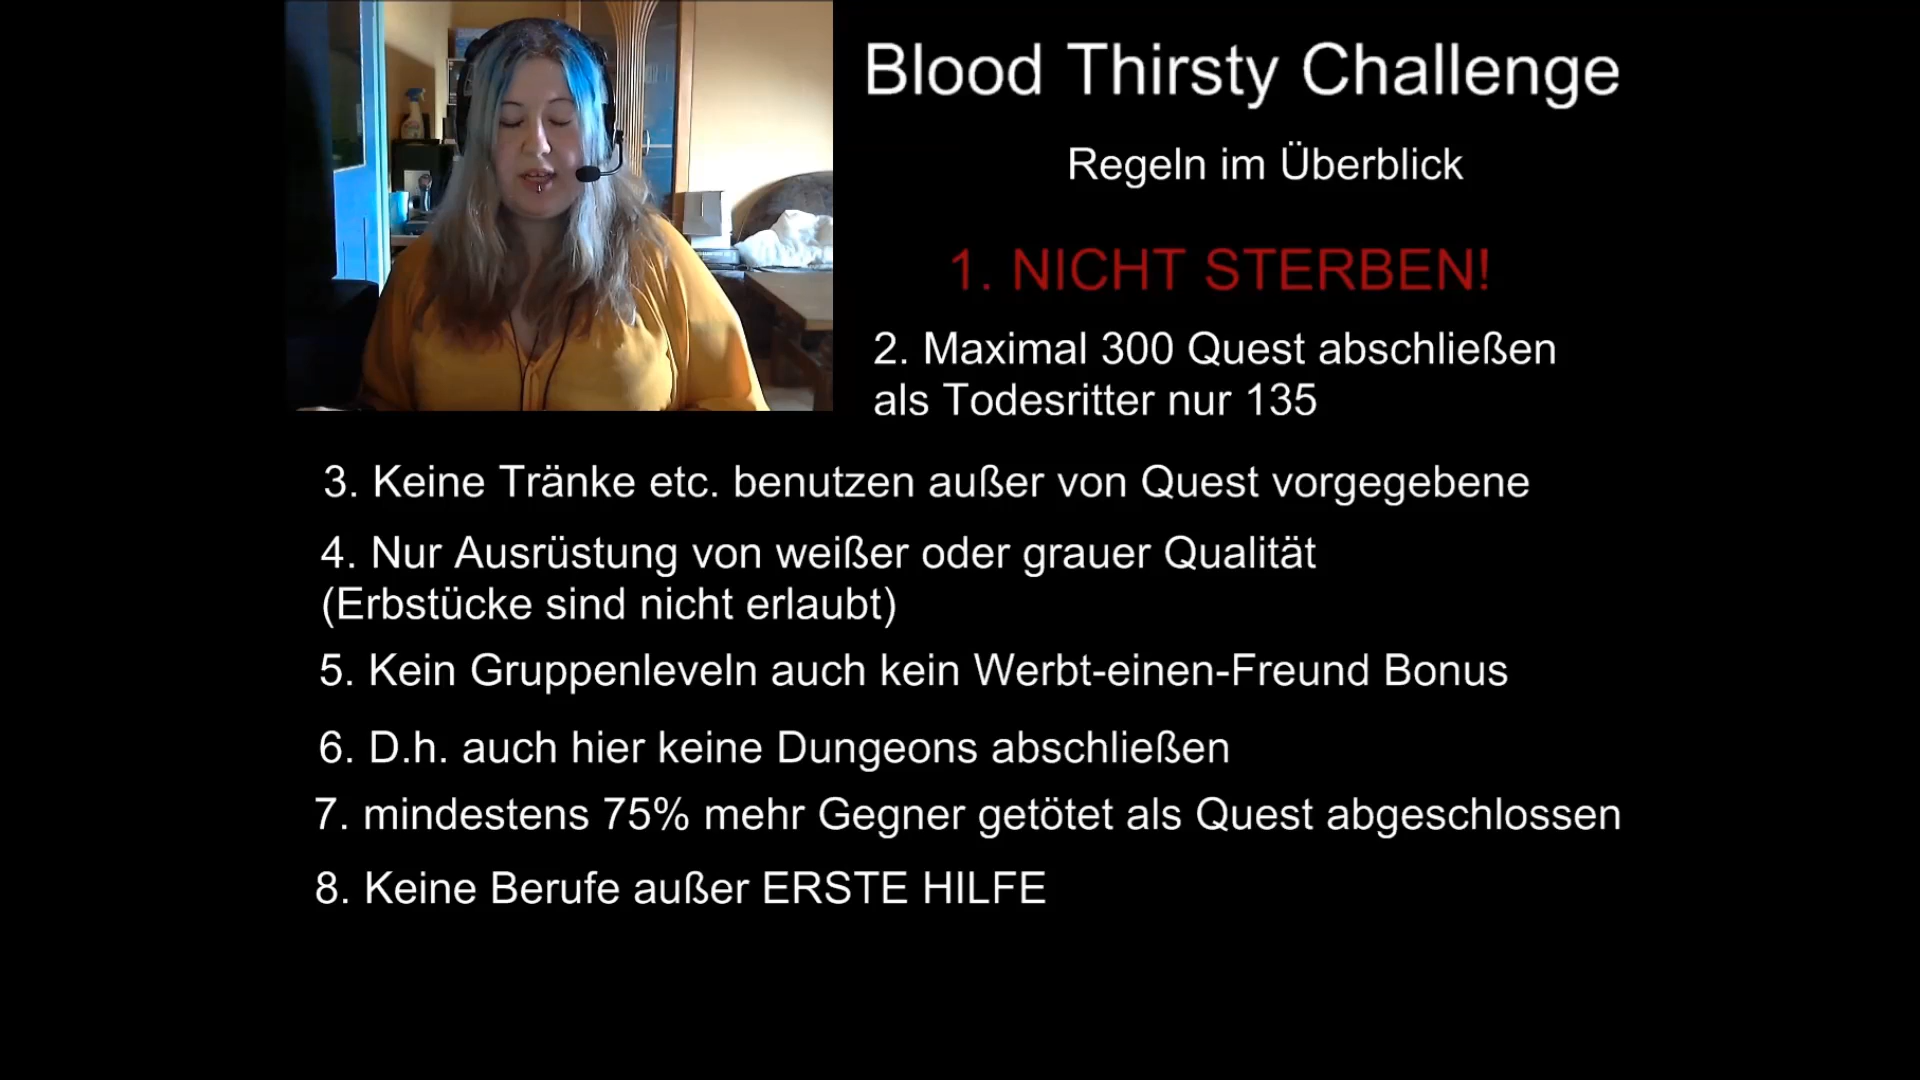 Blood Thirsty Challenge
Regeln im Überblick
1. NICHT STERBEN!
2. Maximal 300 Quest abschließen
als Todesritter nur 135
3. Keine Tränke etc. benutzen außer von Quest vorgegebene
4. Nur Ausrüstung von weißer oder grauer Qualität
(Erbstücke sind nicht erlaubt)
5. Kein Gruppenleveln auch kein Werbt-einen-Freund Bonus
6. D.h. auch hier keine Dungeons abschließen
7. mindestens 75% mehr Gegner getötet als Quest abgeschlossen
8. Keine Berufe außer ERSTE HILFE